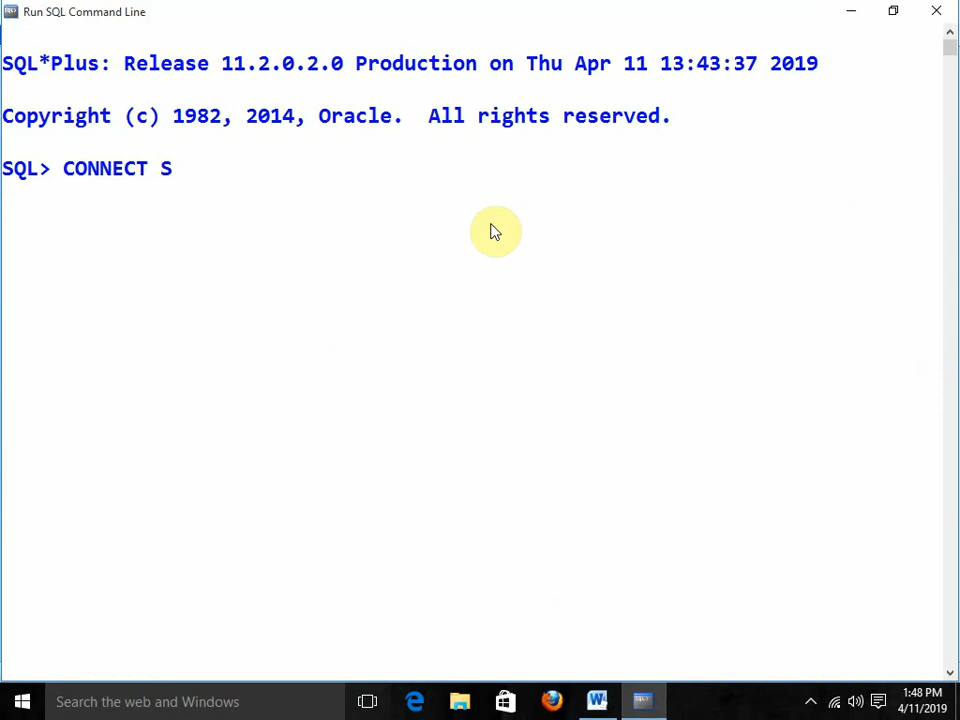 Run SQL Command Line
SQL*Plus: Release 11.2.0.2.0 Production on Thu Apr 11 13:43:37 2019
Copyright (c) 1982, 2014, Oracle.  All rights reserved.
SQL> CONNECT S
Search the web and Windows
1:48 PM
4/11/2019